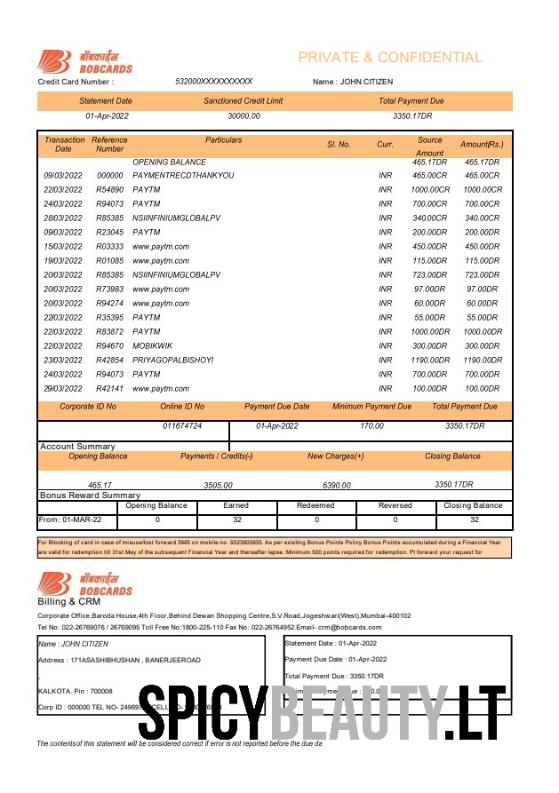 बॉबकार्ड्स
BOBCARDS
PRIVATE & CONFIDENTIAL
Credit Card Number : 532000XXXXXXXXXX Name : JOHN CITIZEN
Statement Date Sanctioned Credit Limit Total Payment Due
01-Apr-2022 30000.00 3350.17DR
Transaction Date Reference Number Particulars Sl. No. Curr. Source Amount Amount(Rs.)
OPENING BALANCE 465.17DR 465.17DR
09/03/2022 000000 PAYMENTRECDTHANKYOU INR 465.00CR 465.00CR
22/03/2022 R54890 PAYTM INR 1000.00CR 1000.00CR
24/03/2022 R94073 PAYTM INR 700.00CR 700.00CR
28/03/2022 R85385 NSIINFINIUMGLOBALPV INR 340.00CR 340.00CR
09/03/2022 R23045 PAYTM INR 200.00DR 200.00DR
15/03/2022 R03333 www.paytm.com INR 450.00DR 450.00DR
19/03/2022 R01085 www.paytm.com INR 115.00DR 115.00DR
20/03/2022 R85385 NSIINFINIUMGLOBALPV INR 723.00DR 723.00DR
20/03/2022 R73983 www.paytm.com INR 97.00DR 97.00DR
20/03/2022 R94274 www.paytm.com INR 60.00DR 60.00DR
22/03/2022 R35395 PAYTM INR 55.00DR 55.00DR
22/03/2022 R83872 PAYTM INR 1000.00DR 1000.00DR
22/03/2022 R94670 MOBIKWIK INR 300.00DR 300.00DR
23/03/2022 R42854 PRIYAGOPALBISHOYI INR 1190.00DR 1190.00DR
24/03/2022 R94073 PAYTM INR 700.00DR 700.00DR
29/03/2022 R42141 www.paytm.com INR 100.00DR 100.00DR
Corporate ID No Online ID No Payment Due Date Minimum Payment Due Total Payment Due
011674724 01-Apr-2022 170.00 3350.17DR
Account Summary
Opening Balance Payments / Credits(-) New Charges(+) Closing Balance
465.17 3505.00 6390.00 3350.17DR
Bonus Reward Summary
Opening Balance Earned Redeemed Reversed Closing Balance
From: 01-MAR-22 0 32 0 0 32
For Blocking of card in case of misuse/lost forward SMS on mobile no. 9323803935. As per existing Bonus Points Policy Bonus Points accumulated during a Financial Year
are valid for redemption till 31st May of the subsequent Financial Year and thereafter lapse. Minimum 500 points required for redemption. Pl forward your request for
बॉबकार्ड्स
BOBCARDS
Billing & CRM
Corporate Office,Baroda House,4th Floor,Behind Dewan Shopping Centre,S.V.Road,Jogeshwari(West),Mumbai-400102
Tel No: 022-26769076 / 26769095 Toll Free No:1800-225-110 Fax No: 022-26764952.Email- crm@bobcards.com
Name : JOHN CITIZEN
Address : 171ASASHIBHUSHAN , BANERJEEROAD
,
KALKOTA. Pin : 700008
Corp ID : 000000 TEL NO-
Statement Date : 01-Apr-2022
Payment Due Date : 01-Apr-2022
Total Payment Due : 3350.17DR
SPICYBEAUTY.LT
The contentsof this statement will be considered correct if error is not reported before the due da